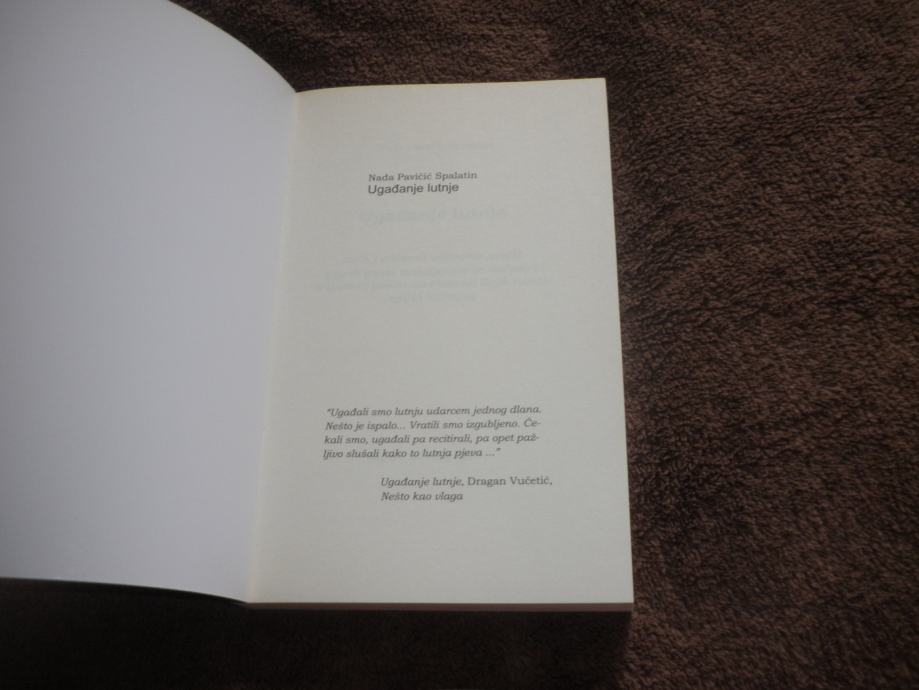 Nada Pavičić Spalatin
Ugađanje lutnje
"Ugađali smo lutnju udarcem jednog dlana.
Nešto je ispalo... Vratili smo izgubljeno. Če-
kali smo, ugađali pa recitirali, pa opet paž-
ljivo slušali kako to lutnja pjeva ..."
Ugađanje lutnje, Dragan Vučetić,
Nešto kao vlaga